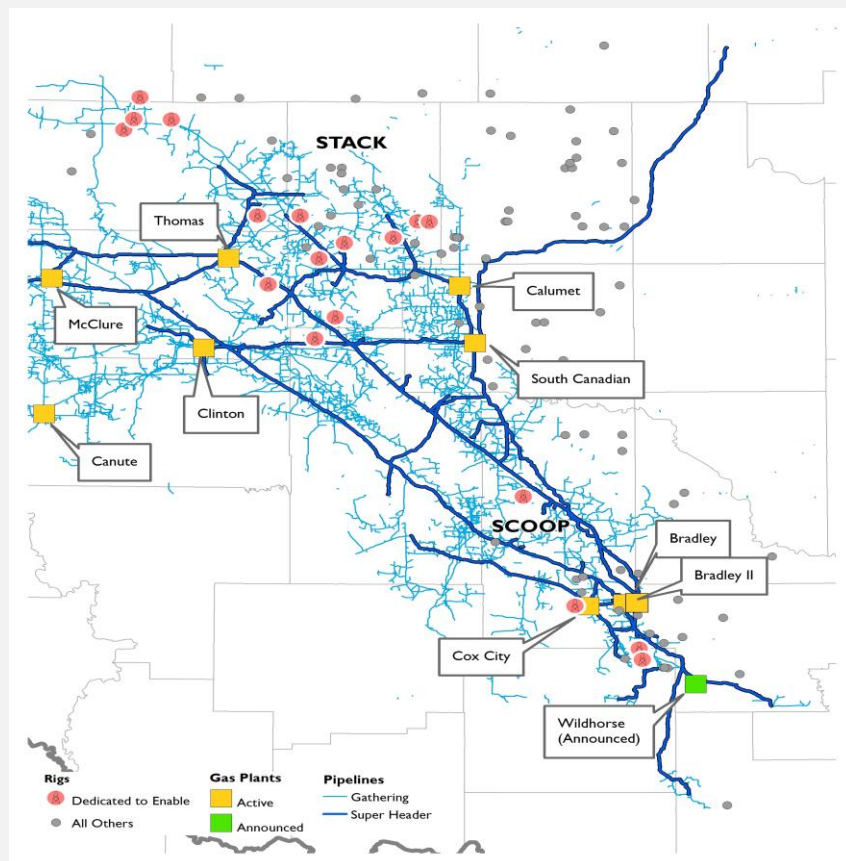 STACK
Thomas
McClure
Calumet
South Canadian
Clinton
Canute
SCOOP
Bradley
Bradley II
Cox City
Wildhorse
(Announced)
Rigs
Dedicated to Enable
All Others
Gas Plants
Active
Announced
Pipelines
Gathering
Super Header